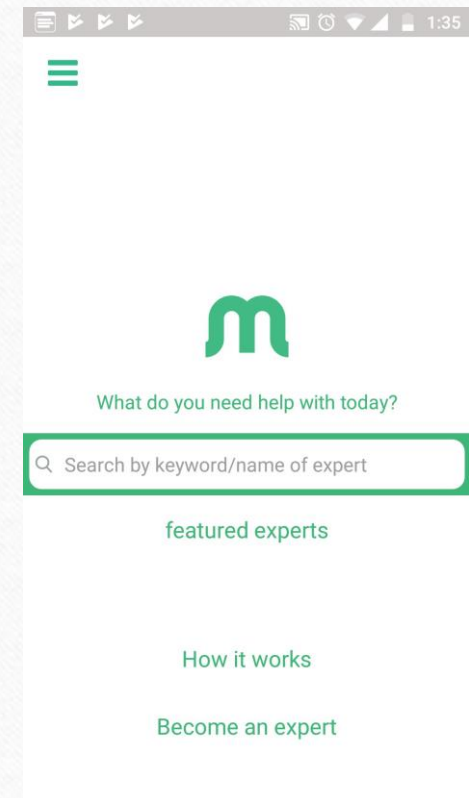 1:35
m
What do you need help with today?
Search by keyword/name of expert
featured experts
How it works
Become an expert